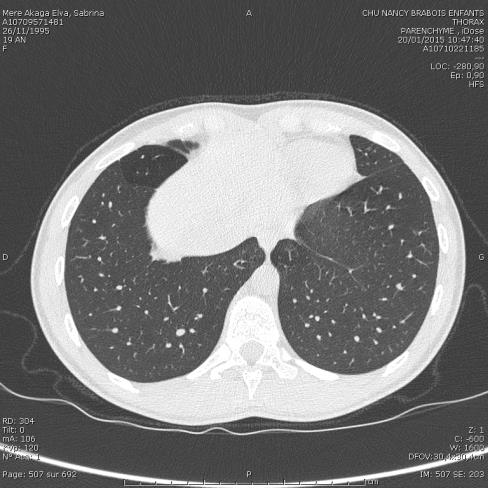 Mere Akaga Elva, Sabrina
A10709571481
26/11/1995
19 AN
F
A
CHU NANCY BRABOIS ENFANTS
THORAX
PARENCHYME , iDose
20/01/2015 10:47:40
A10710221185
---
LOC: -280,90
Ep: 0,90
HFS
D
G
RD: 304
Tilt: 0
mA: 106
Kvp: 120
Page: 507 sur 692
P
cm
Z: 1
C: -600
W: 1600
IM: 507 SE: 203